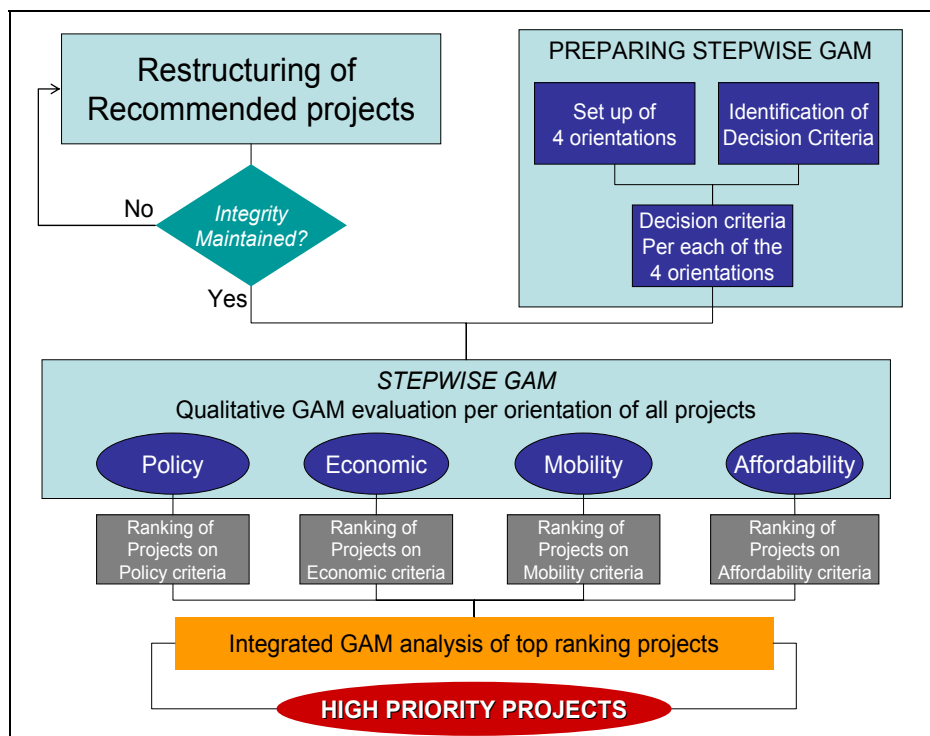 Restructuring of
Recommended projects
No
Integrity
Maintained?
Yes
PREPARING STEPWISE GAM
Set up of
4 orientations
Identification of
Decision Criteria
Decision criteria
Per each of the
4 orientations
STEPWISE GAM
Qualitative GAM evaluation per orientation of all projects
Policy
Economic
Mobility
Affordability
Ranking of
Projects on
Policy criteria
Ranking of
Projects on
Economic criteria
Ranking of
Projects on
Mobility criteria
Ranking of
Projects on
Affordability criteria
Integrated GAM analysis of top ranking projects
HIGH PRIORITY PROJECTS